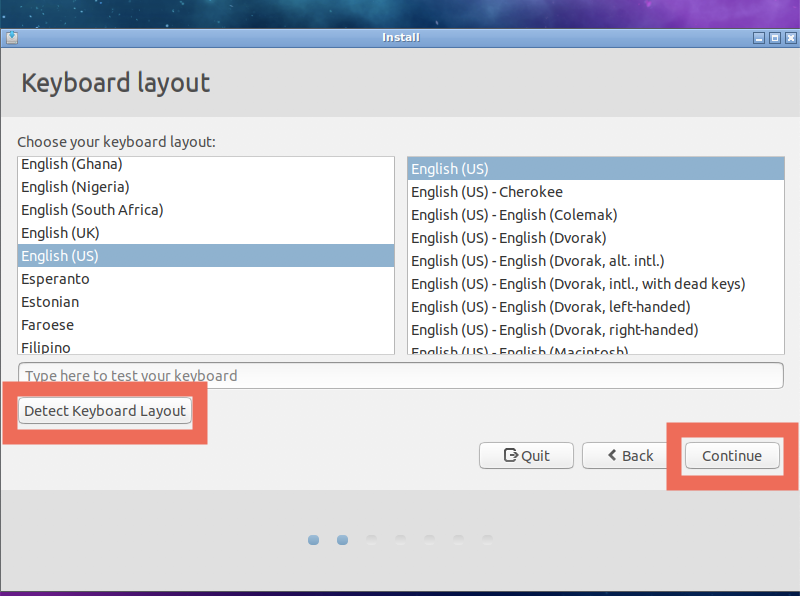 Install
Keyboard layout
Choose your keyboard layout:
English (Ghana)
English (Nigeria)
English (South Africa)
English (UK)
English (US)
Esperanto
Estonian
Faroese
Filipino
English (US)
English (US) - Cherokee
English (US) - English (Colemak)
English (US) - English (Dvorak)
English (US) - English (Dvorak, alt. intl.)
English (US) - English (Dvorak, intl., with dead keys)
English (US) - English (Dvorak, left-handed)
English (US) - English (Dvorak, right-handed)
English (US) - English (Macintosh)
Type here to test your keyboard
Detect Keyboard Layout
Quit
Back
Continue